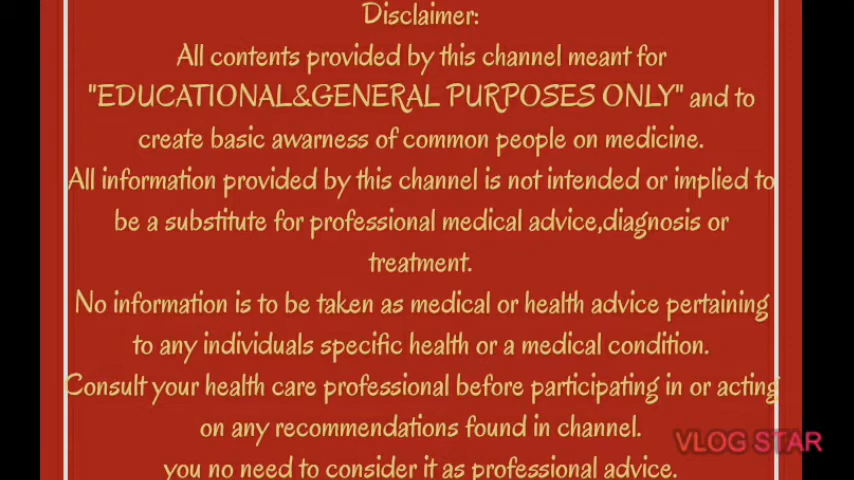 Disclaimer:
All contents provided by this channel meant for
"EDUCATIONAL&GENERAL PURPOSES ONLY" and to
create basic awarness of common people on medicine.
All information provided by this channel is not intended or implied to
be a substitute for professional medical advice,diagnosis or
treatment.
No information is to be taken as medical or health advice pertaining
to any individuals specific health or a medical condition.
Consult your health care professional before participating in or acting
on any recommendations found in channel.
VLOG STAR
you no need to consider it as professional advice.